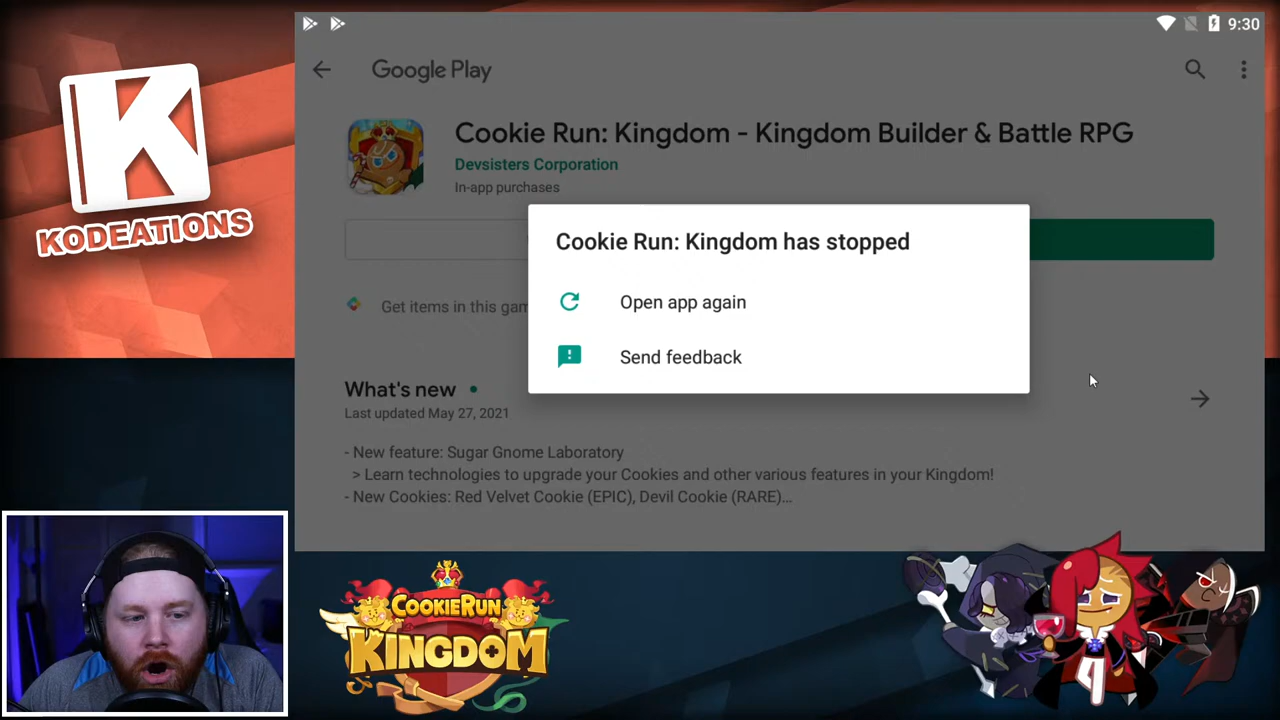 9:30
Google Play
Cookie Run: Kingdom - Kingdom Builder & Battle RPG
Devsisters Corporation
In-app purchases
Cookie Run: Kingdom has stopped
Open app again
Send feedback
Get items in this gam
What's new
Last updated May 27, 2021
- New feature: Sugar Gnome Laboratory
> Learn technologies to upgrade your Cookies and other various features in your Kingdom!
- New Cookies: Red Velvet Cookie (EPIC), Devil Cookie (RARE)...
K
KODEATIONS
COOKIERUN
KINGDOM